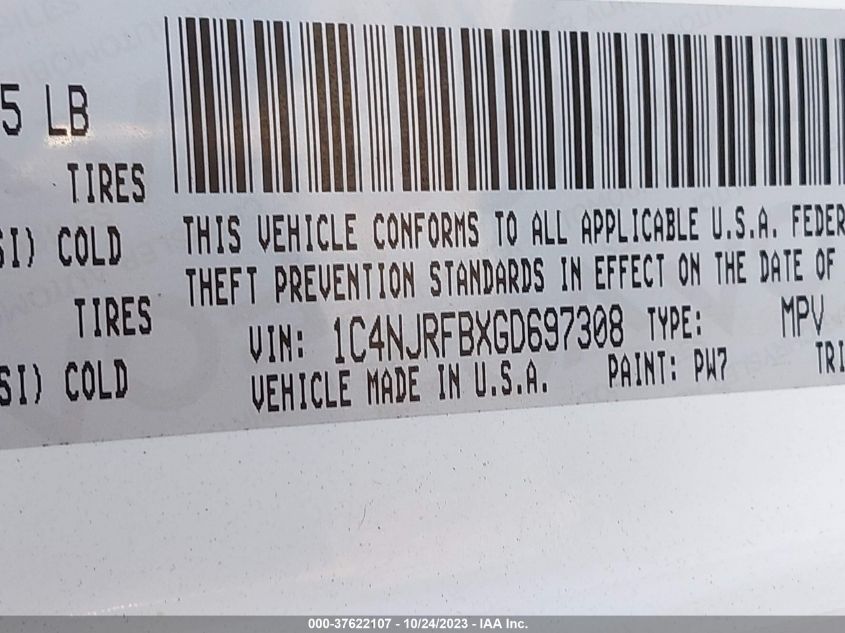 5 LB
TIRES
SI) COLD
TIRES
SI) COLD
THIS VEHICLE CONFORMS TO ALL APPLICABLE U.S.A. FEDER
THEFT PREVENTION STANDARDS IN EFFECT ON THE DATE OF
VIN: 1C4NJRFBXGD697308 TYPE: MPV
VEHICLE MADE IN U.S.A. PAINT: PW7 TRI
000-37622107 - 10/24/2023 - IAA Inc.